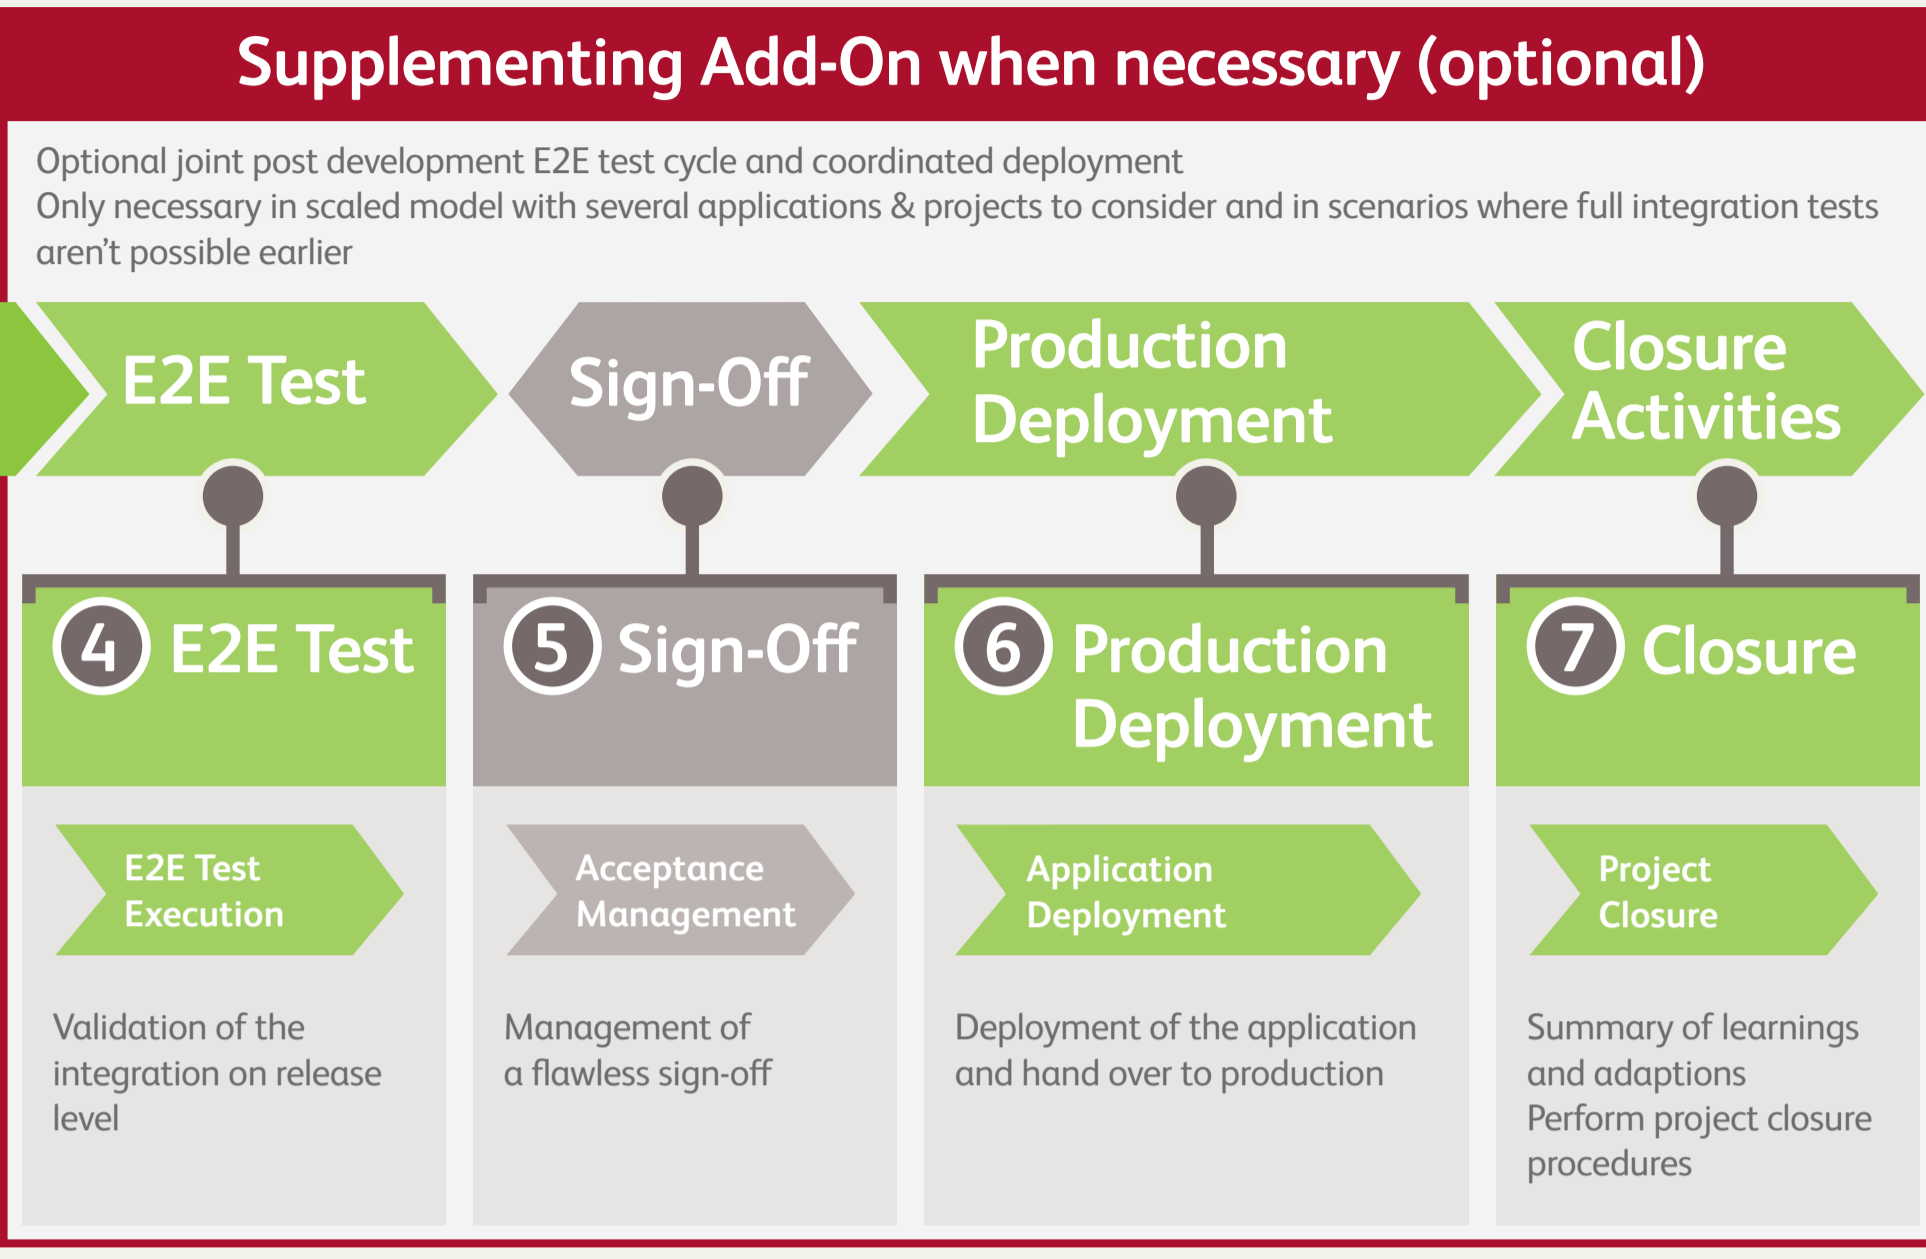 Supplementing Add-On when necessary (optional)
Optional joint post development E2E test cycle and coordinated deployment
Only necessary in scaled model with several applications & projects to consider and in scenarios where full integration tests
aren't possible earlier
E2E Test
Sign-Off
Production
Deployment
Closure
Activities
4 E2E Test
5 Sign-Off
6 Production
Deployment
7 Closure
E2E Test
Execution
Acceptance
Management
Application
Deployment
Project
Closure
Validation of the
integration on release
level
Management of
a flawless sign-off
Deployment of the application
and hand over to production
Summary of learnings
and adaptions
Perform project closure
procedures